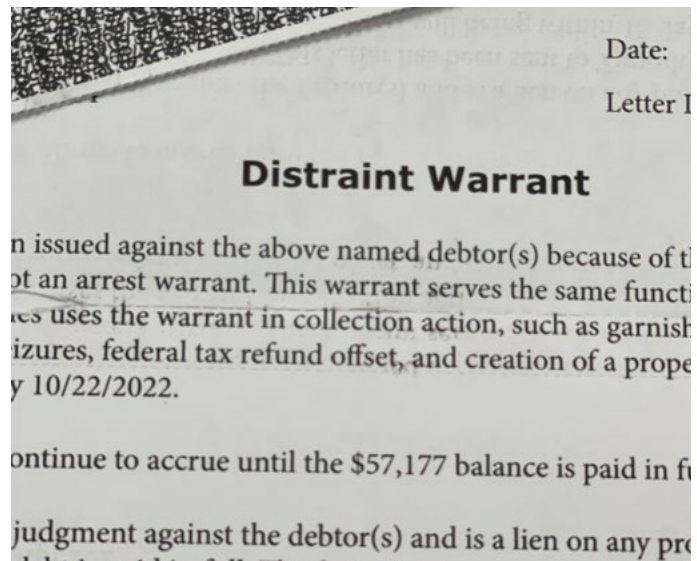 Date:
Letter I
Distraint Warrant
n issued against the above named debtor(s) because of th
ot an arrest warrant. This warrant serves the same functi
es uses the warrant in collection action, such as garnish
izures, federal tax refund offset, and creation of a prope
y 10/22/2022.
ontinue to accrue until the $57,177 balance is paid in fu
judgment against the debtor(s) and is a lien on any pro